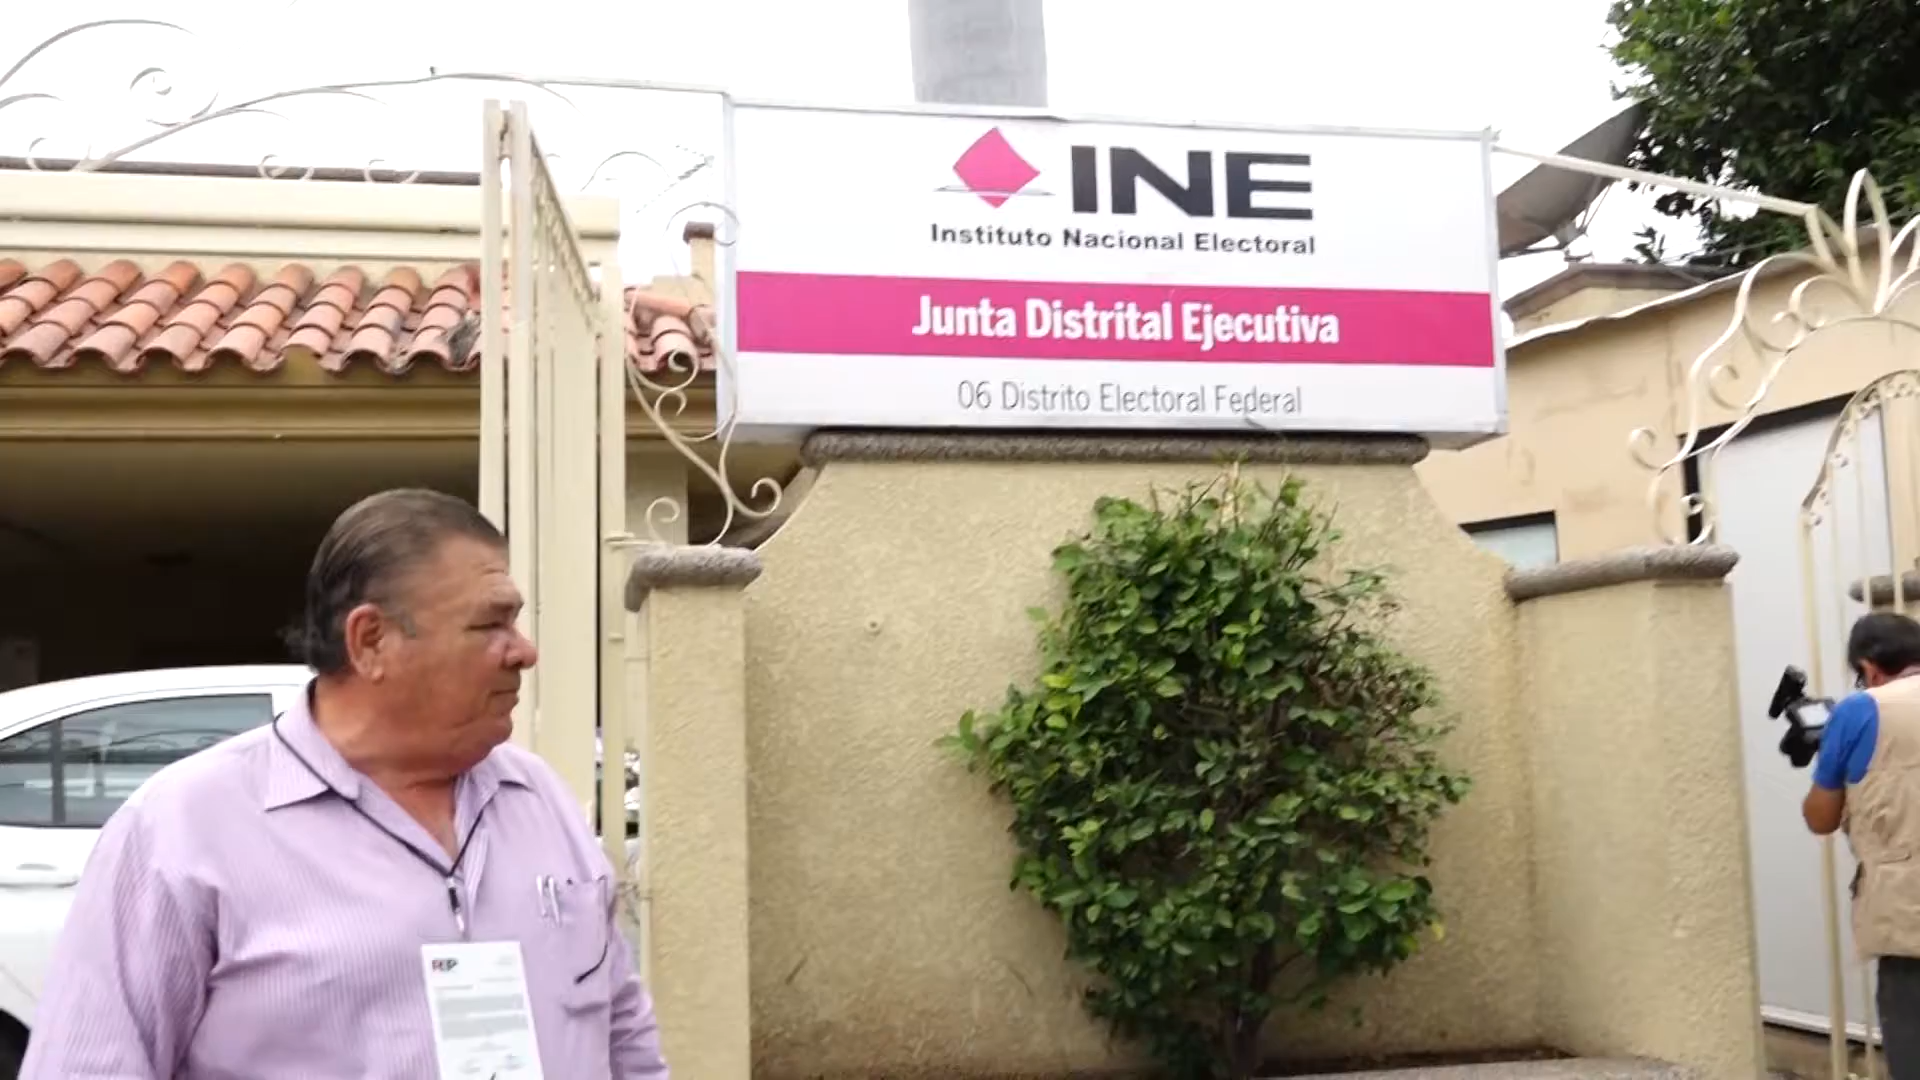 INE
Instituto Nacional Electoral
Junta Distrital Ejecutiva
06 Distrito Electoral Federal